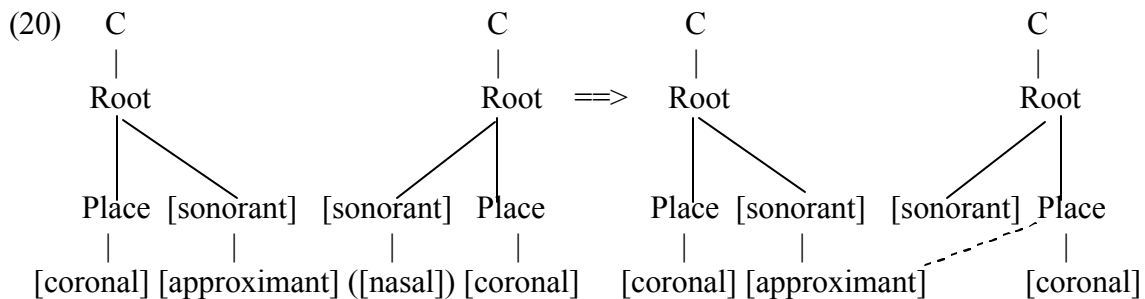 (20) C C C C
| | | |
Root Root ==> Root Root
Place [sonorant] [sonorant] Place Place [sonorant] [sonorant] Place
| | | | | | |
[coronal] [approximant] ([nasal]) [coronal] [coronal] [approximant] [coronal]